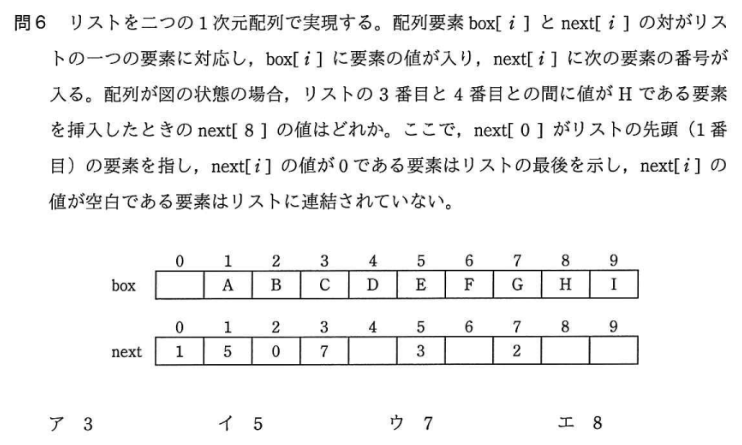 問6 リストを二つの1次元配列で実現する。配列要素 box[ i ] と next[ i ] の対がリス
トの一つの要素に対応し，box[ i ] に要素の値が入り，next[ i ] に次の要素の番号が
入る。配列が図の状態の場合，リストの3番目と4番目との間に値が H である要素
を挿入したときの next[ 8 ] の値はどれか。ここで，next[ 0 ] がリストの先頭（1番
目）の要素を指し，next[ i ] の値が0である要素はリストの最後を示し，next[ i ] の
値が空白である要素はリストに連結されていない。
0 1 2 3 4 5 6 7 8 9
box A B C D E F G H I
0 1 2 3 4 5 6 7 8 9
next 1 5 0 7 3 2
ア 3 イ 5 ウ 7 エ 8